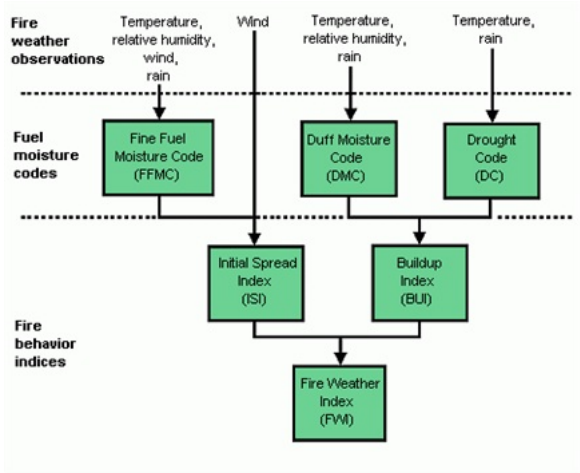 Fire
weather
observations
Temperature,
relative humidity,
wind,
rain
Wind
Temperature,
relative humidity,
rain
Temperature,
rain
Fuel
moisture
codes
Fine Fuel
Moisture Code
(FFMC)
Duff Moisture
Code
(DMC)
Drought
Code
(DC)
Fire
behavior
indices
Initial Spread
Index
(ISI)
Buildup
Index
(BUI)
Fire Weather
Index
(FWI)